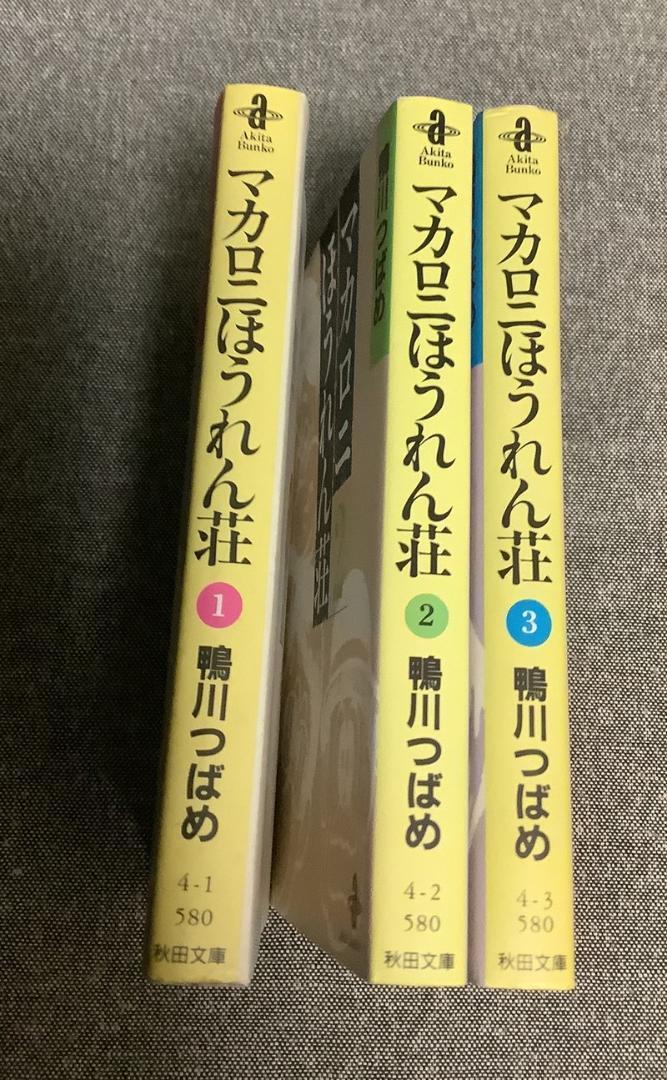 a
Akita
Bunko
マカロニほうれん荘
1
鴨川つばめ
4-1
580
秋田文庫
マカロニ
ほうれん荘
鴨川つばめ
a
Akita
Bunko
マカロニほうれん荘
2
鴨川つばめ
4-2
580
秋田文庫
a
Akita
Bunko
マカロニほうれん荘
3
鴨川つばめ
4-3
580
秋田文庫